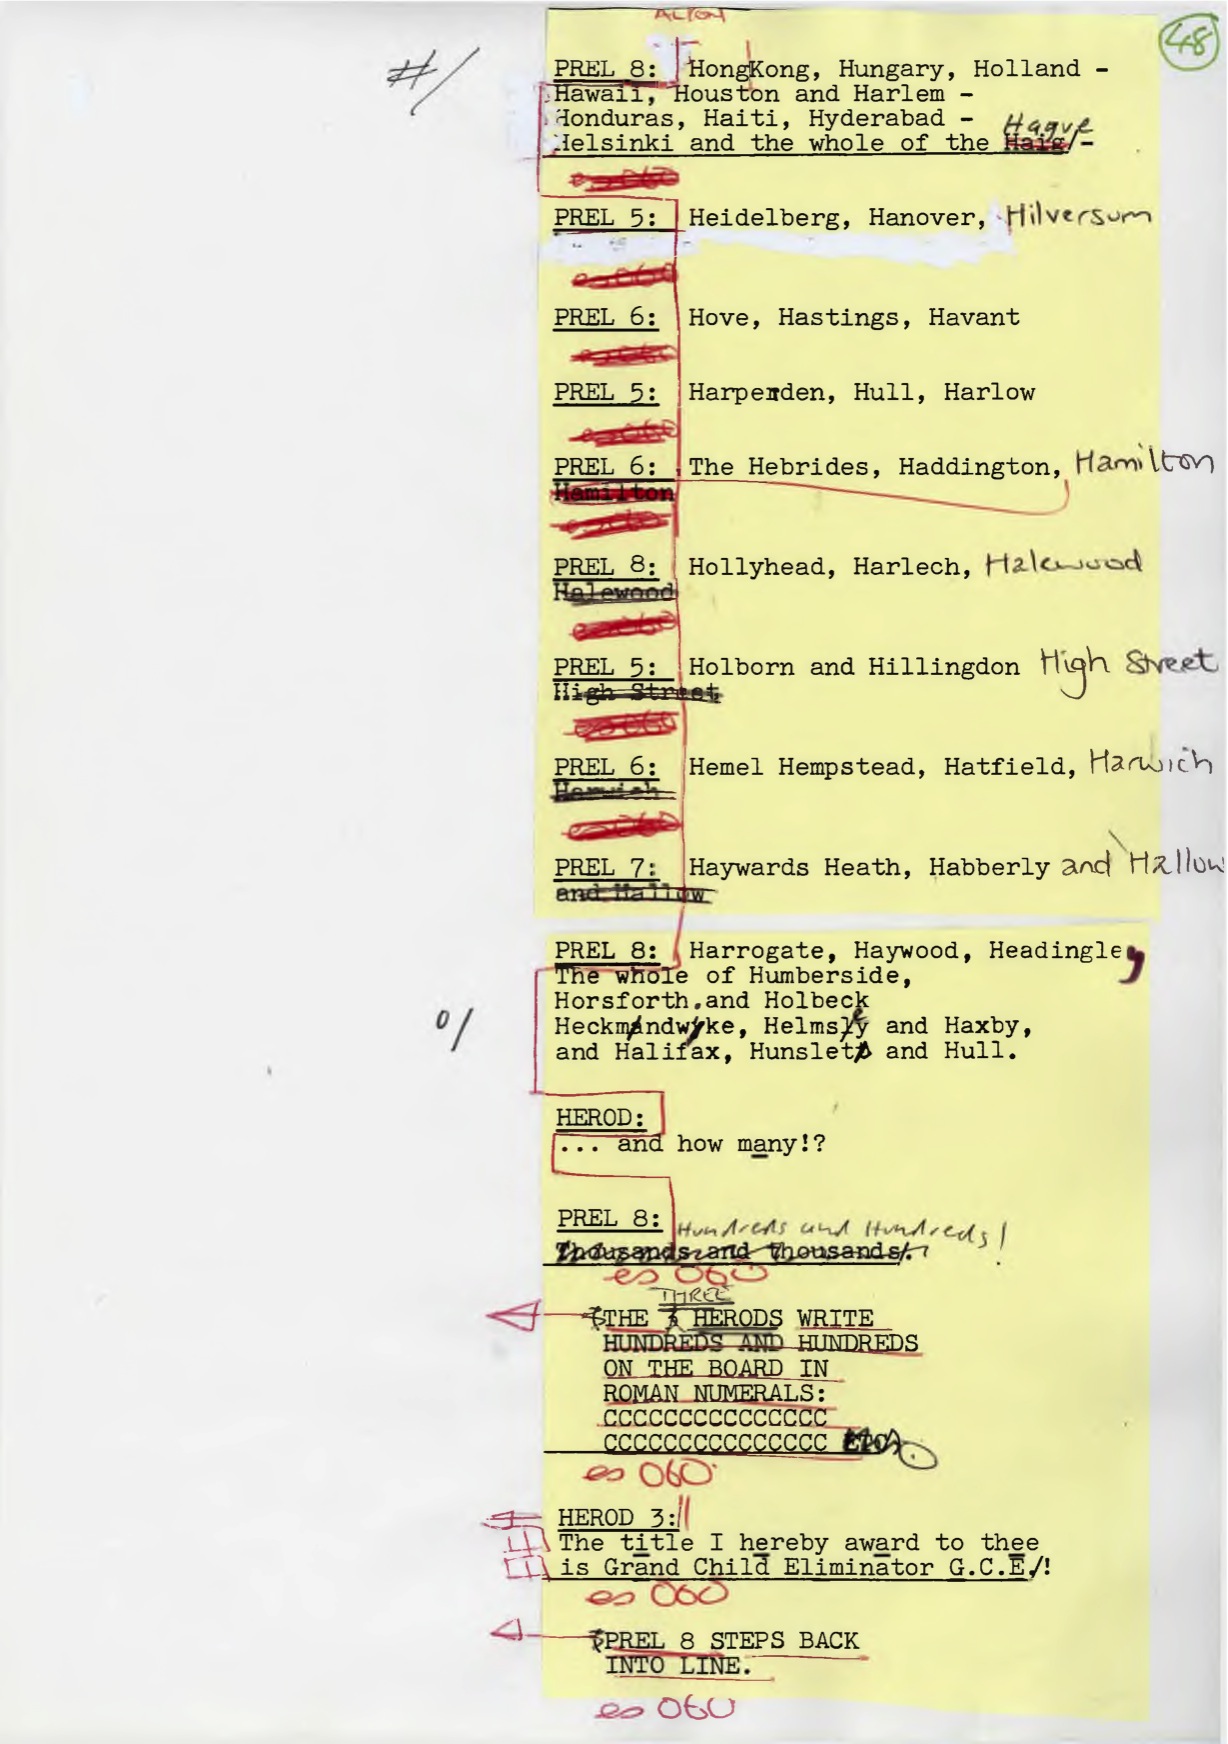 ALIGN
48
#/
PREL 8: HongKong, Hungary, Holland -
Hawaii, Houston and Harlem -
Honduras, Haiti, Hyderabad -
Hague
Helsinki and the whole of the Haig/-
PREL 5: Heidelberg, Hanover, Hilversum
PREL 6: Hove, Hastings, Havant
PREL 5: Harpenden, Hull, Harlow
PREL 6: The Hebrides, Haddington, Hamilton
Hamilton
PREL 8: Hollyhead, Harlech, Halewood
Halewood
PREL 5: Holborn and Hillingdon High Street
High Street
PREL 6: Hemel Hempstead, Hatfield, Harwich
Harwich
PREL 7: Haywards Heath, Habberly and Hallow
and Hallow
PREL 8: Harrogate, Haywood, Headingle,
The whole of Humberside,
Horsforth.and Holbeck
o/
Heckmandwyke, Helmsley and Haxby,
and Halifax, Hunslet and Hull.
HEROD:
... and how many!?
PREL 8: Hundreds and Hundreds!
Thousands and thousands!
es 060
THREE
THE 3 HERODS WRITE
HUNDREDS AND HUNDREDS
ON THE BOARD IN
ROMAN NUMERALS:
CCCCCCCCCCCCCCC
CCCCCCCCCCCCCCC ETC).
es 060
HEROD 3:
The title I hereby award to thee
is Grand Child Eliminator G.C.E/!
es 060
PREL 8 STEPS BACK
INTO LINE.
es 060